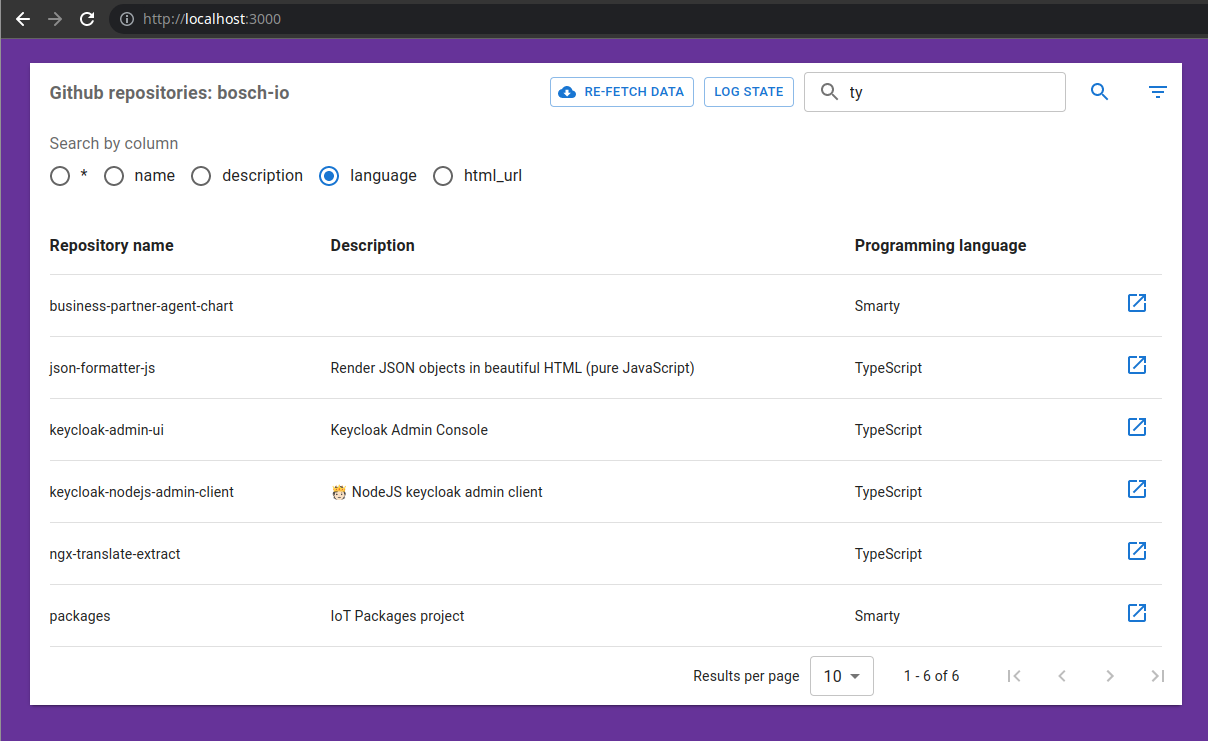 http://localhost:3000
Github repositories: bosch-io RE-FETCH DATA LOG STATE ty
Search by column
* name description language html_url
Repository name Description Programming language
business-partner-agent-chart Smarty
json-formatter-js Render JSON objects in beautiful HTML (pure JavaScript) TypeScript
keycloak-admin-ui Keycloak Admin Console TypeScript
keycloak-nodejs-admin-client NodeJS keycloak admin client TypeScript
ngx-translate-extract TypeScript
packages IoT Packages project Smarty
Results per page 10 1 - 6 of 6